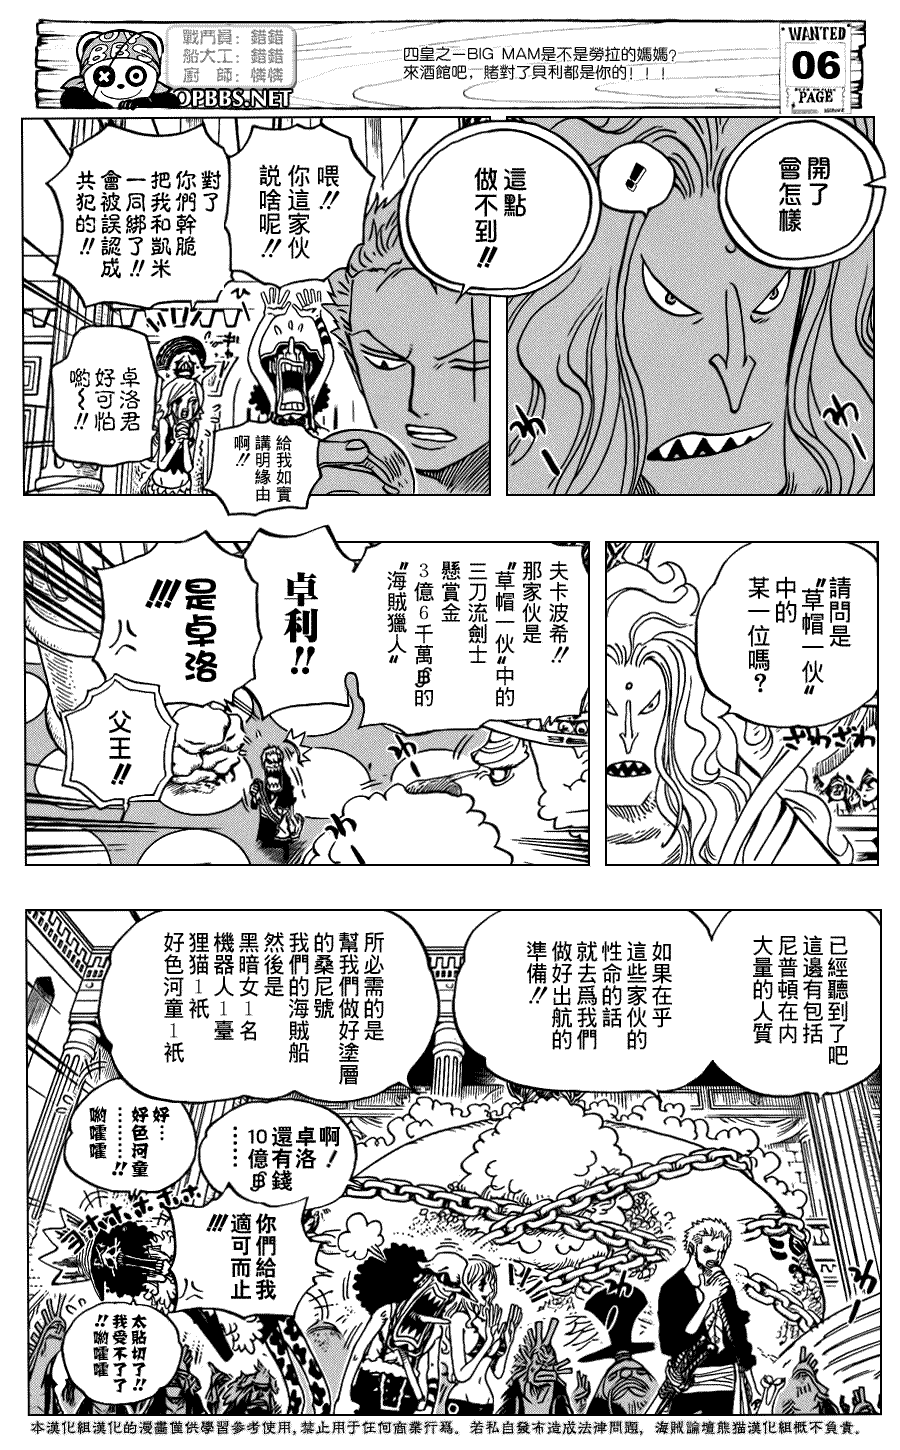 戰鬥員：錯錯
船大工：錯錯
廚　師：憐憐
OPBBS.NET
四皇之一BIG MAM是不是勞拉的媽媽？
來酒館吧，賭對了貝利都是你的！！！
WANTED
06
PAGE
開了
會怎樣
！
這點
做不到!!
喂!!
你這家伙
説啥呢!!
對了
你們幹脆
把我和凱米
一同綁了!!
會被誤認成
共犯的!!
卓洛君
好可怕
喲～!!
給我如實
講明緣由
啊!!
請問是
“草帽一伙”
中的
某一位嗎？
夫卡波希!!
那家伙是
“草帽一伙”中的
三刀流劍士
懸賞金
3億6千萬฿的
“海賊獵人”
卓利!!
是卓洛
!!!
父王!!
已經聽到了吧
這邊有包括
尼普頓在内
大量的人質
如果在乎
這些家伙的
性命的話
就去爲我們
做好出航的
準備!!
所必需的是
幫我們做好塗層
的桑尼號
我們的海賊船
然後是
黑暗女1名
機器人1臺
狸猫1祇
好色河童1祇
好…
好色河童
………!!
喲嚯嚯
啊！
卓洛
還有錢
10億฿
……
你們給我
適可而止
!!!
ヨホホホホ
太貼切了!!
我受不了了
!!喲嚯嚯
本漢化組漢化的漫畫僅供學習參考使用,禁止用于任何商業行爲。若私自發布造成法律問題，海賊論壇熊猫漢化組概不負責。